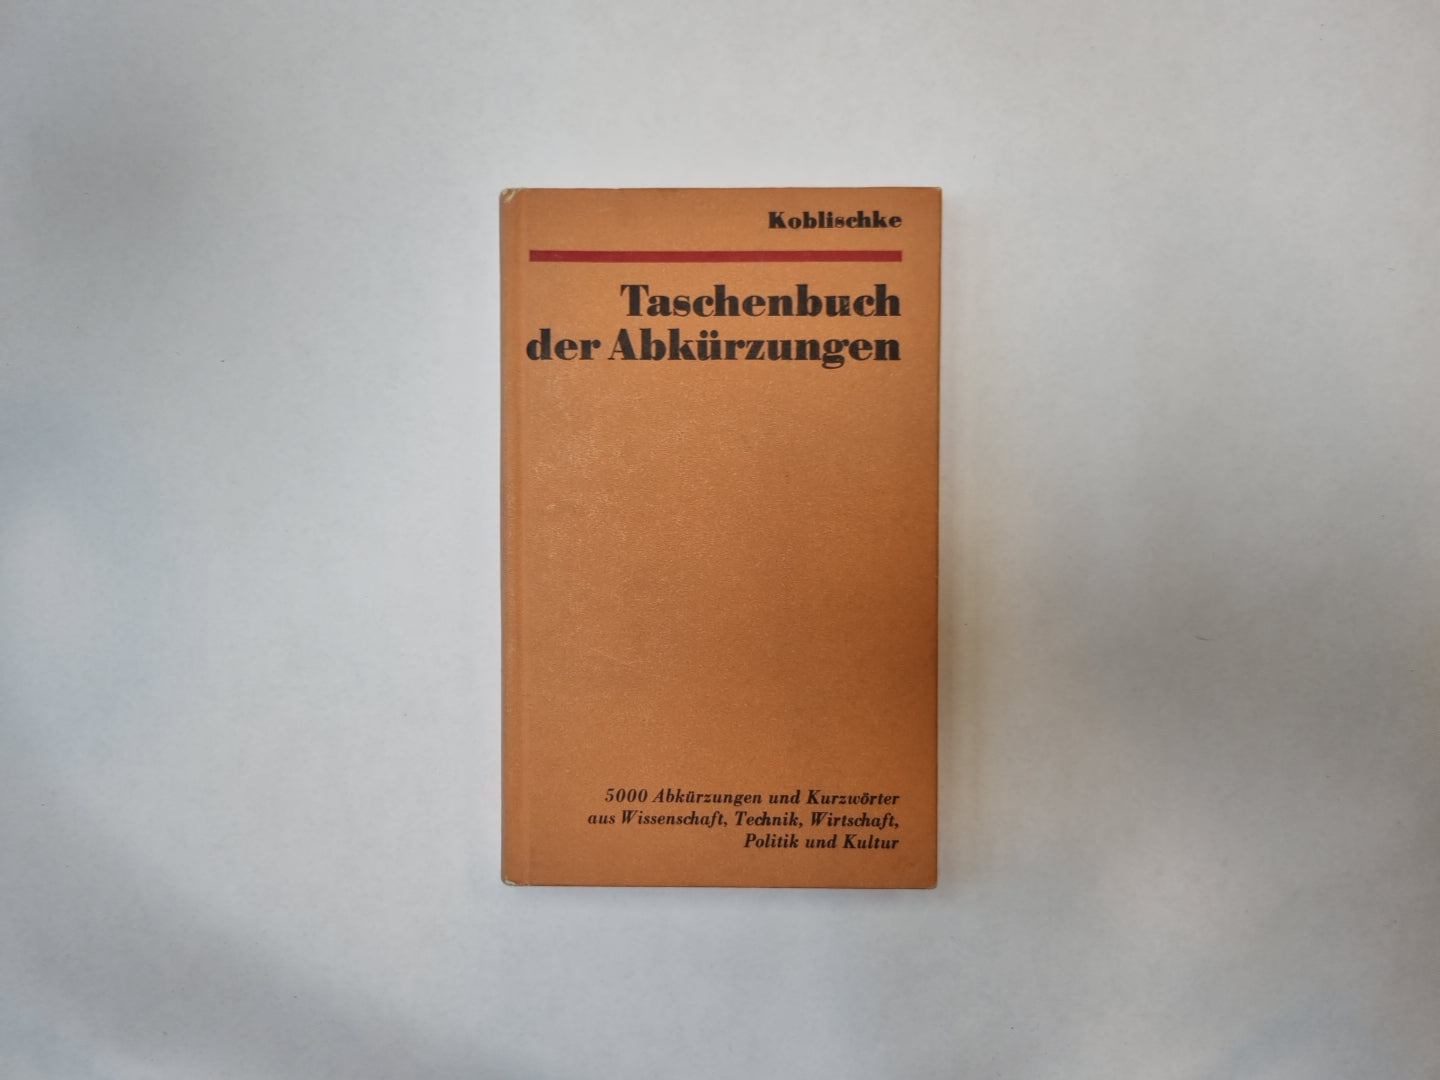 Koblischke
Taschenbuch
der Abkürzungen
5000 Abkürzungen und Kurzwörter
aus Wissenschaft, Technik, Wirtschaft,
Politik und Kultur